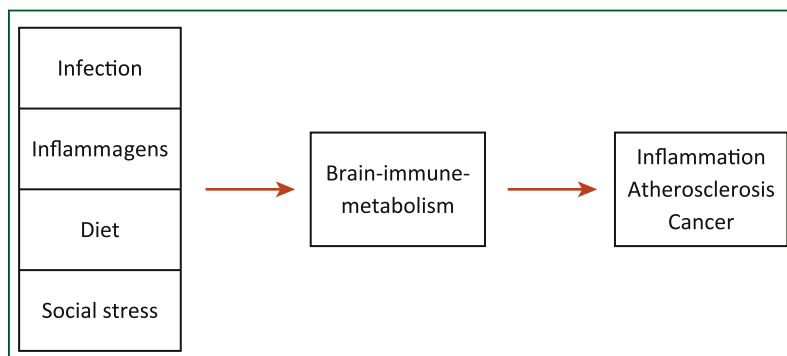 Infection
Inflammagens
Diet
Social stress
Brain-immune-
metabolism
Inflammation
Atherosclerosis
Cancer